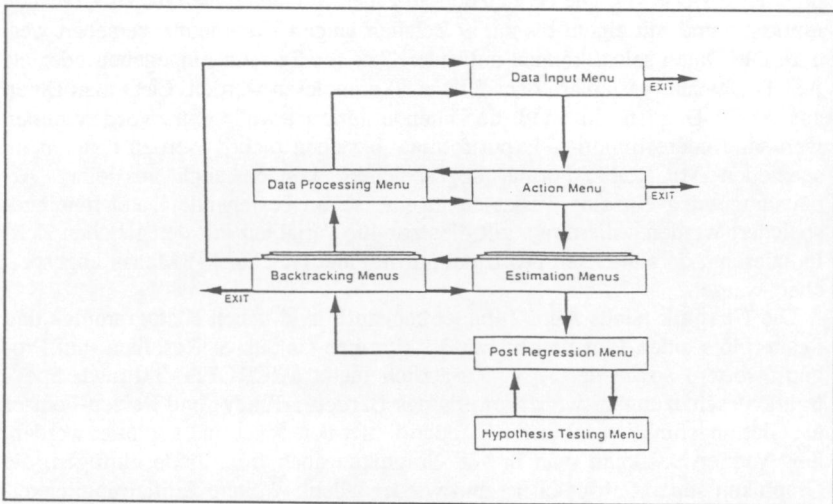 Data Input Menu
EXIT
Data Processing Menu
Action Menu
EXIT
Backtracking Menus
Estimation Menus
EXIT
Post Regression Menu
Hypothesis Testing Menu